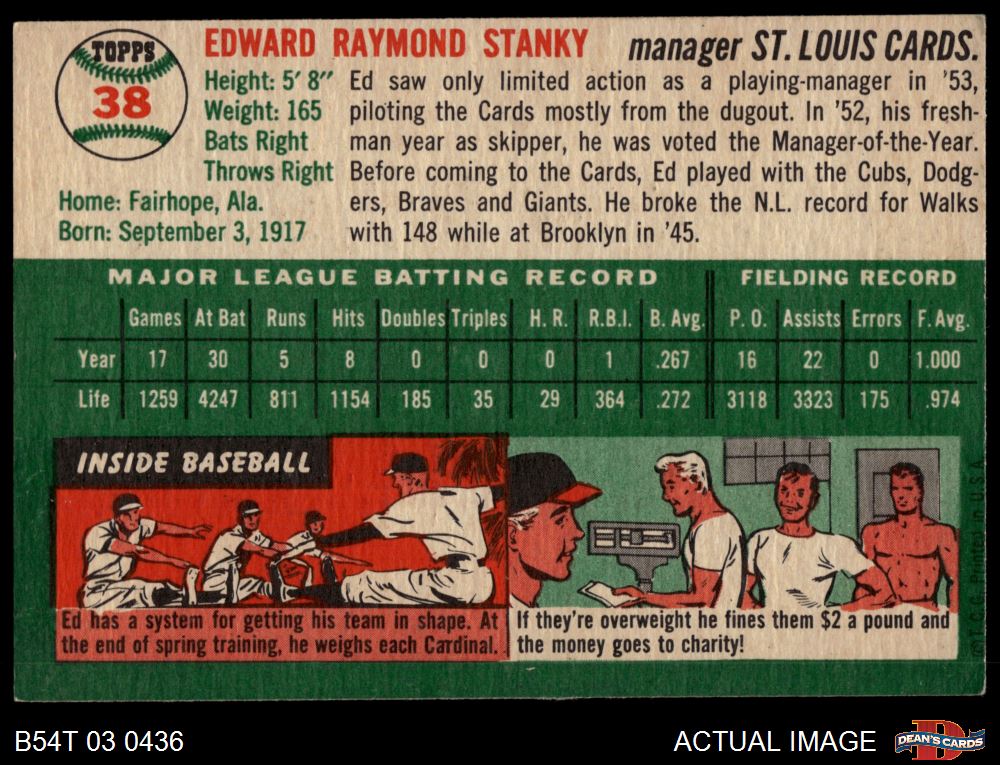 TOPPS
38
EDWARD RAYMOND STANKY manager ST. LOUIS CARDS.
Height: 5' 8"
Weight: 165
Bats Right
Throws Right
Home: Fairhope, Ala.
Born: September 3, 1917
Ed saw only limited action as a playing-manager in '53,
piloting the Cards mostly from the dugout. In '52, his fresh-
man year as skipper, he was voted the Manager-of-the-Year.
Before coming to the Cards, Ed played with the Cubs, Dodg-
ers, Braves and Giants. He broke the N.L. record for Walks
with 148 while at Brooklyn in '45.
MAJOR LEAGUE BATTING RECORD FIELDING RECORD
Games At Bat Runs Hits Doubles Triples H. R. R.B.I. B. Avg. P. O. Assists Errors F. Avg.
Year 17 30 5 8 0 0 0 1 .267 16 22 0 1.000
Life 1259 4247 811 1154 185 35 29 364 .272 3118 3323 175 .974
INSIDE BASEBALL
Ed has a system for getting his team in shape. At
the end of spring training, he weighs each Cardinal.
If they're overweight he fines them $2 a pound and
the money goes to charity!
©T.C.G. Printed in U.S.A.
B54T 03 0436
ACTUAL IMAGE
DEAN'S CARDS